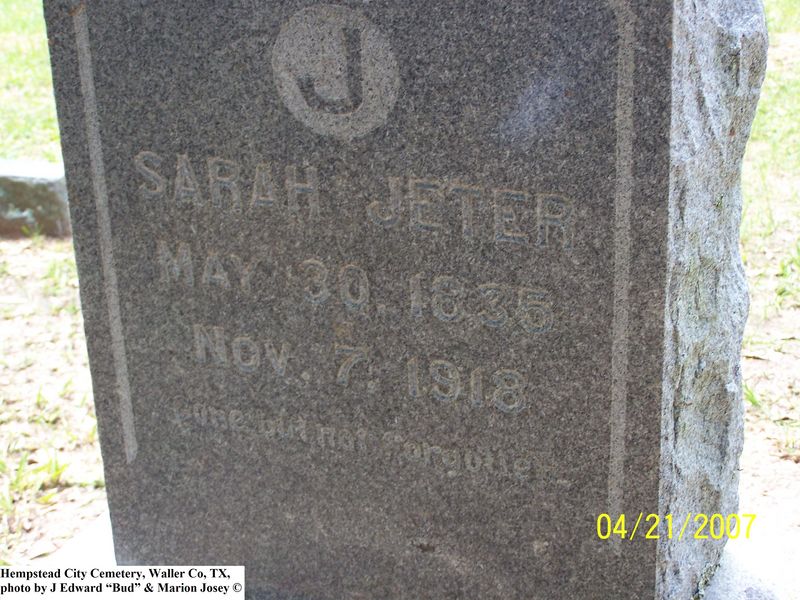 J
SARAH JETER
MAY 30, 1835
NOV. 7, 1918
Gone but not forgotten
04/21/2007
Hempstead City Cemetery, Waller Co, TX,
photo by J Edward “Bud” & Marion Josey ©